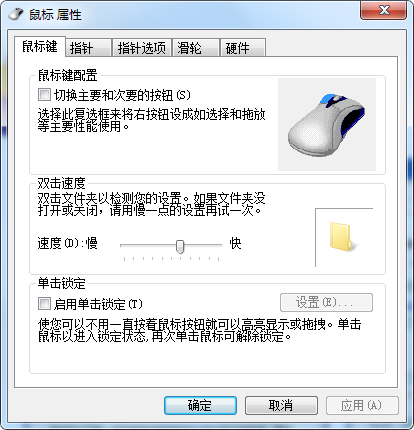 鼠标 属性
鼠标键 指针 指针选项 滑轮 硬件
鼠标键配置
切换主要和次要的按钮(S)
选择此复选框来将右按钮设成如选择和拖放
等主要性能使用。
双击速度
双击文件夹以检测您的设置。如果文件夹没
打开或关闭，请用慢一点的设置再试一次。
速度(D):慢 快
单击锁定
启用单击锁定(T) 设置(E)...
使您可以不用一直按着鼠标按钮就可以高亮显示或拖拽。单击
鼠标以进入锁定状态,再次单击鼠标可解除锁定。
确定 取消 应用(A)